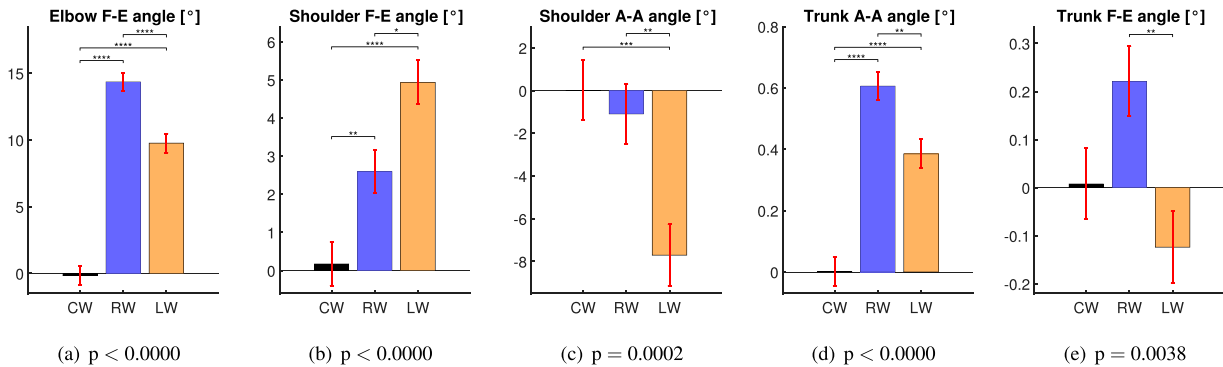 Elbow F-E angle [°]
****
****
****
15
10
5
0
CW RW LW
(a) p < 0.0000
Shoulder F-E angle [°]
6
*
****
5
4
**
3
2
1
0
CW RW LW
(b) p < 0.0000
Shoulder A-A angle [°]
2
**
***
0
-2
-4
-6
-8
CW RW LW
(c) p = 0.0002
Trunk A-A angle [°]
0.8
**
****
****
0.6
0.4
0.2
0
CW RW LW
(d) p < 0.0000
Trunk F-E angle [°]
0.3
**
0.2
0.1
0
-0.1
-0.2
CW RW LW
(e) p = 0.0038